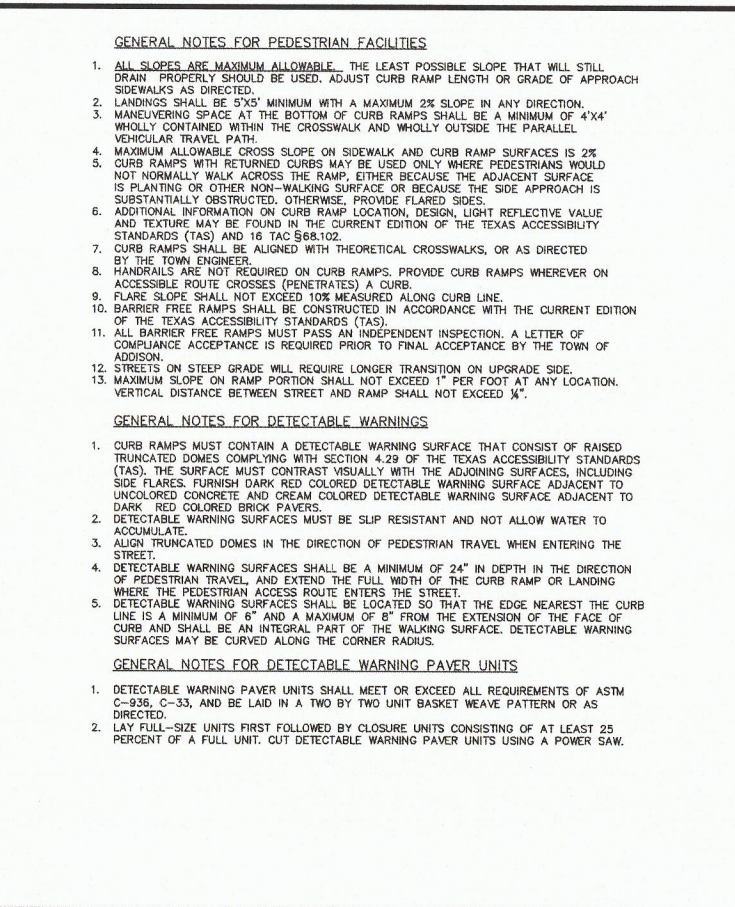 GENERAL NOTES FOR PEDESTRIAN FACILITIES
1. ALL SLOPES ARE MAXIMUM ALLOWABLE. THE LEAST POSSIBLE SLOPE THAT WILL STILL
DRAIN PROPERLY SHOULD BE USED. ADJUST CURB RAMP LENGTH OR GRADE OF APPROACH
SIDEWALKS AS DIRECTED.
2. LANDINGS SHALL BE 5'X5' MINIMUM WITH A MAXIMUM 2% SLOPE IN ANY DIRECTION.
3. MANEUVERING SPACE AT THE BOTTOM OF CURB RAMPS SHALL BE A MINIMUM OF 4'X4'
WHOLLY CONTAINED WITHIN THE CROSSWALK AND WHOLLY OUTSIDE THE PARALLEL
VEHICULAR TRAVEL PATH.
4. MAXIMUM ALLOWABLE CROSS SLOPE ON SIDEWALK AND CURB RAMP SURFACES IS 2%
5. CURB RAMPS WITH RETURNED CURBS MAY BE USED ONLY WHERE PEDESTRIANS WOULD
NOT NORMALLY WALK ACROSS THE RAMP, EITHER BECAUSE THE ADJACENT SURFACE
IS PLANTING OR OTHER NON-WALKING SURFACE OR BECAUSE THE SIDE APPROACH IS
SUBSTANTIALLY OBSTRUCTED. OTHERWISE, PROVIDE FLARED SIDES.
6. ADDITIONAL INFORMATION ON CURB RAMP LOCATION, DESIGN, LIGHT REFLECTIVE VALUE
AND TEXTURE MAY BE FOUND IN THE CURRENT EDITION OF THE TEXAS ACCESSIBILITY
STANDARDS (TAS) AND 16 TAC §68.102.
7. CURB RAMPS SHALL BE ALIGNED WITH THEORETICAL CROSSWALKS, OR AS DIRECTED
BY THE TOWN ENGINEER.
8. HANDRAILS ARE NOT REQUIRED ON CURB RAMPS. PROVIDE CURB RAMPS WHEREVER ON
ACCESSIBLE ROUTE CROSSES (PENETRATES) A CURB.
9. FLARE SLOPE SHALL NOT EXCEED 10% MEASURED ALONG CURB LINE.
10. BARRIER FREE RAMPS SHALL BE CONSTRUCTED IN ACCORDANCE WITH THE CURRENT EDITION
OF THE TEXAS ACCESSIBILITY STANDARDS (TAS).
11. ALL BARRIER FREE RAMPS MUST PASS AN INDEPENDENT INSPECTION. A LETTER OF
COMPLIANCE ACCEPTANCE IS REQUIRED PRIOR TO FINAL ACCEPTANCE BY THE TOWN OF
ADDISON.
12. STREETS ON STEEP GRADE WILL REQUIRE LONGER TRANSITION ON UPGRADE SIDE.
13. MAXIMUM SLOPE ON RAMP PORTION SHALL NOT EXCEED 1" PER FOOT AT ANY LOCATION.
VERTICAL DISTANCE BETWEEN STREET AND RAMP SHALL NOT EXCEED ¼".
GENERAL NOTES FOR DETECTABLE WARNINGS
1. CURB RAMPS MUST CONTAIN A DETECTABLE WARNING SURFACE THAT CONSIST OF RAISED
TRUNCATED DOMES COMPLYING WITH SECTION 4.29 OF THE TEXAS ACCESSIBILITY STANDARDS
(TAS). THE SURFACE MUST CONTRAST VISUALLY WITH THE ADJOINING SURFACES, INCLUDING
SIDE FLARES. FURNISH DARK RED COLORED DETECTABLE WARNING SURFACE ADJACENT TO
UNCOLORED CONCRETE AND CREAM COLORED DETECTABLE WARNING SURFACE ADJACENT TO
DARK RED COLORED BRICK PAVERS.
2. DETECTABLE WARNING SURFACES MUST BE SLIP RESISTANT AND NOT ALLOW WATER TO
ACCUMULATE.
3. ALIGN TRUNCATED DOMES IN THE DIRECTION OF PEDESTRIAN TRAVEL WHEN ENTERING THE
STREET.
4. DETECTABLE WARNING SURFACES SHALL BE A MINIMUM OF 24" IN DEPTH IN THE DIRECTION
OF PEDESTRIAN TRAVEL, AND EXTEND THE FULL WIDTH OF THE CURB RAMP OR LANDING
WHERE THE PEDESTRIAN ACCESS ROUTE ENTERS THE STREET.
5. DETECTABLE WARNING SURFACES SHALL BE LOCATED SO THAT THE EDGE NEAREST THE CURB
LINE IS A MINIMUM OF 6" AND A MAXIMUM OF 8" FROM THE EXTENSION OF THE FACE OF
CURB AND SHALL BE AN INTEGRAL PART OF THE WALKING SURFACE. DETECTABLE WARNING
SURFACES MAY BE CURVED ALONG THE CORNER RADIUS.
GENERAL NOTES FOR DETECTABLE WARNING PAVER UNITS
1. DETECTABLE WARNING PAVER UNITS SHALL MEET OR EXCEED ALL REQUIREMENTS OF ASTM
C-936, C-33, AND BE LAID IN A TWO BY TWO UNIT BASKET WEAVE PATTERN OR AS
DIRECTED.
2. LAY FULL-SIZE UNITS FIRST FOLLOWED BY CLOSURE UNITS CONSISTING OF AT LEAST 25
PERCENT OF A FULL UNIT. CUT DETECTABLE WARNING PAVER UNITS USING A POWER SAW.